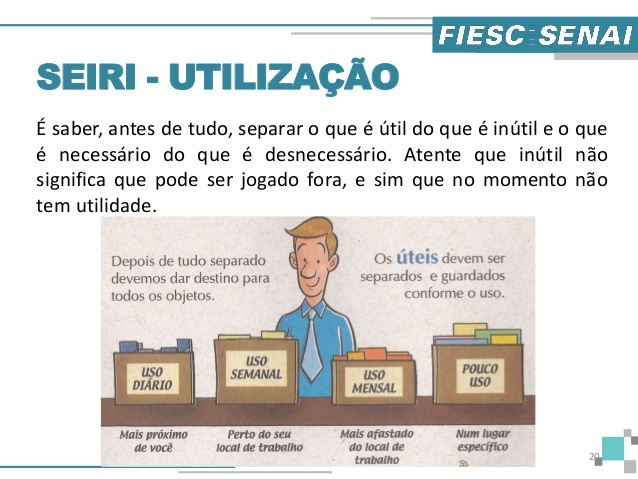 FIESC SENAI
SEIRI - UTILIZAÇÃO
É saber, antes de tudo, separar o que é útil do que é inútil e o que
é necessário do que é desnecessário. Atente que inútil não
significa que pode ser jogado fora, e sim que no momento não
tem utilidade.
Depois de tudo separado
devemos dar destino para
todos os objetos.
Os úteis devem ser
separados e guardados
conforme o uso.
USO
DIÁRIO
USO
SEMANAL
USO
MENSAL
POUCO
USO
Mais próximo
de você
Perto do seu
local de trabalho
Mais afastado
do local de
trabalho
Num lugar
específico
20